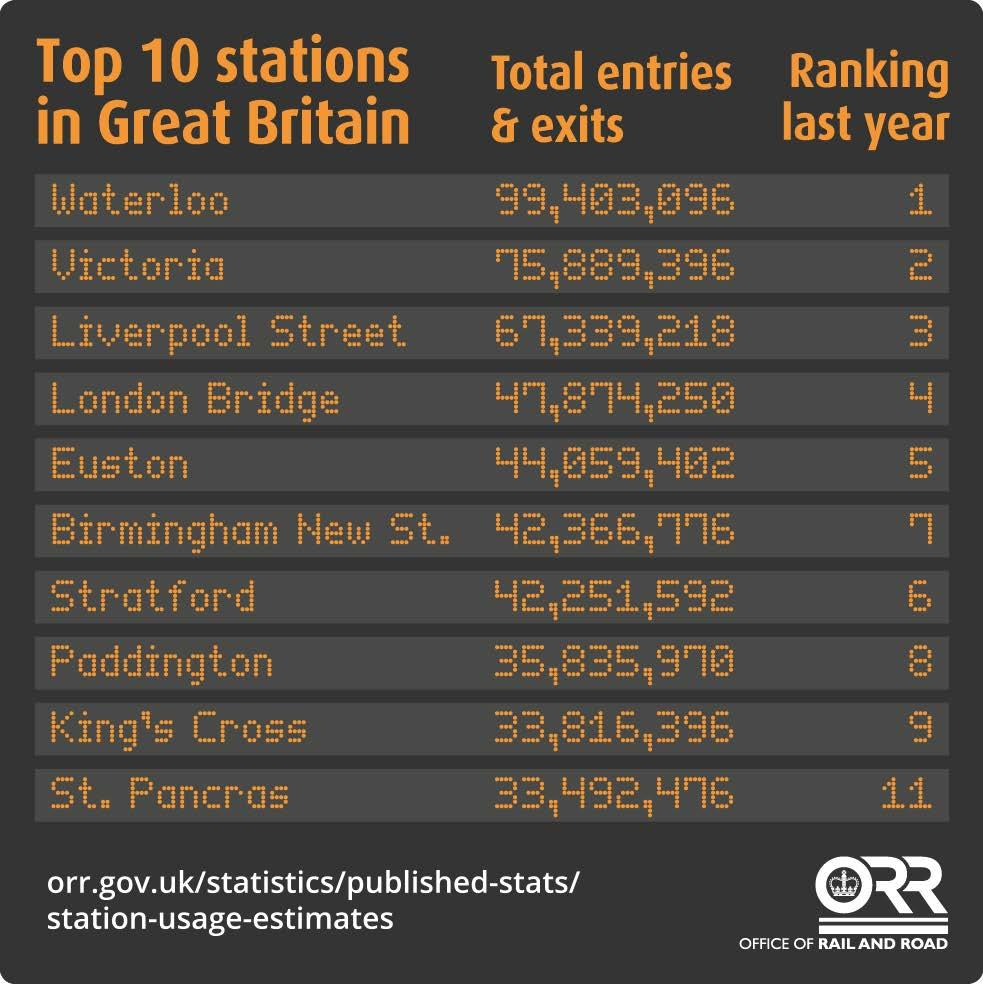 Top 10 stations
in Great Britain
Total entries
& exits
Ranking
last year
Waterloo 99,403,096 1
Victoria 75,889,396 2
Liverpool Street 67,339,218 3
London Bridge 47,874,250 4
Euston 44,059,402 5
Birmingham New St. 42,366,776 7
Stratford 42,251,592 6
Paddington 35,835,970 8
King's Cross 33,816,396 9
St. Pancras 33,492,476 11
orr.gov.uk/statistics/published-stats/
station-usage-estimates
ORR
OFFICE OF RAIL AND ROAD